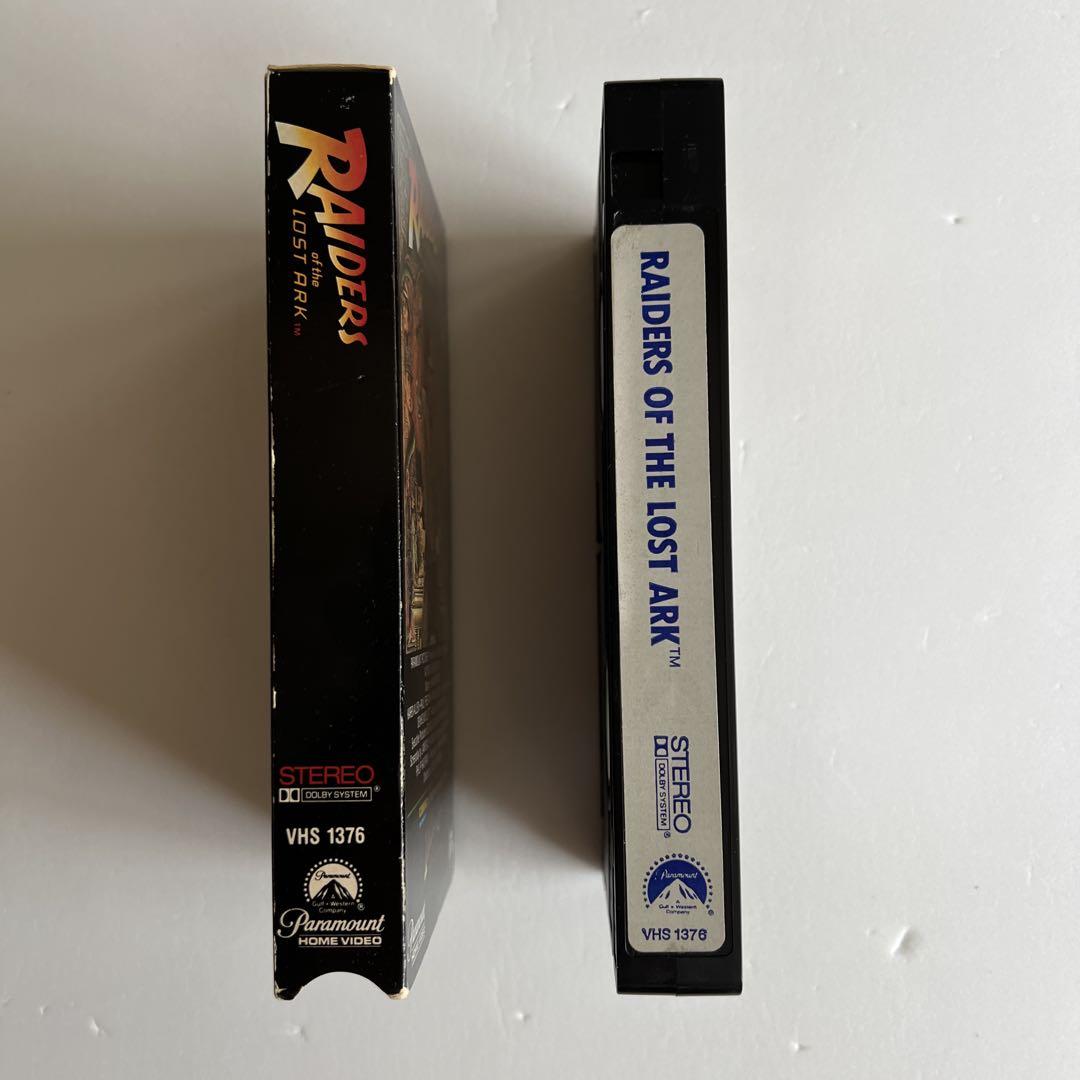 RAIDERS
of the
LOST ARK™
STEREO
DOLBY SYSTEM®
VHS 1376
Paramount
A
Gulf + Western
Company
®
Paramount
HOME VIDEO
RAIDERS OF THE LOST ARK™
STEREO
DOLBY SYSTEM®
Paramount
A
Gulf + Western
Company
®
VHS 1376